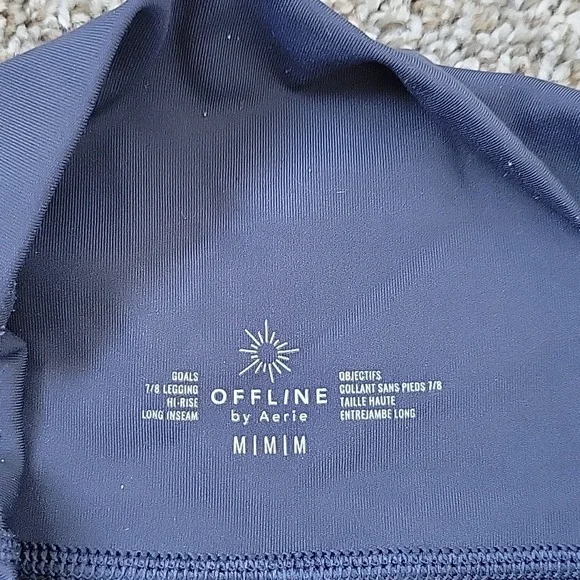 GOALS
7/8 LEGGING
HI-RISE
LONG INSEAM
OFFLINE
by Aerie
M|M|M
OBJECTIFS
COLLANT SANS PIEDS 7/8
TAILLE HAUTE
ENTREJAMBE LONG